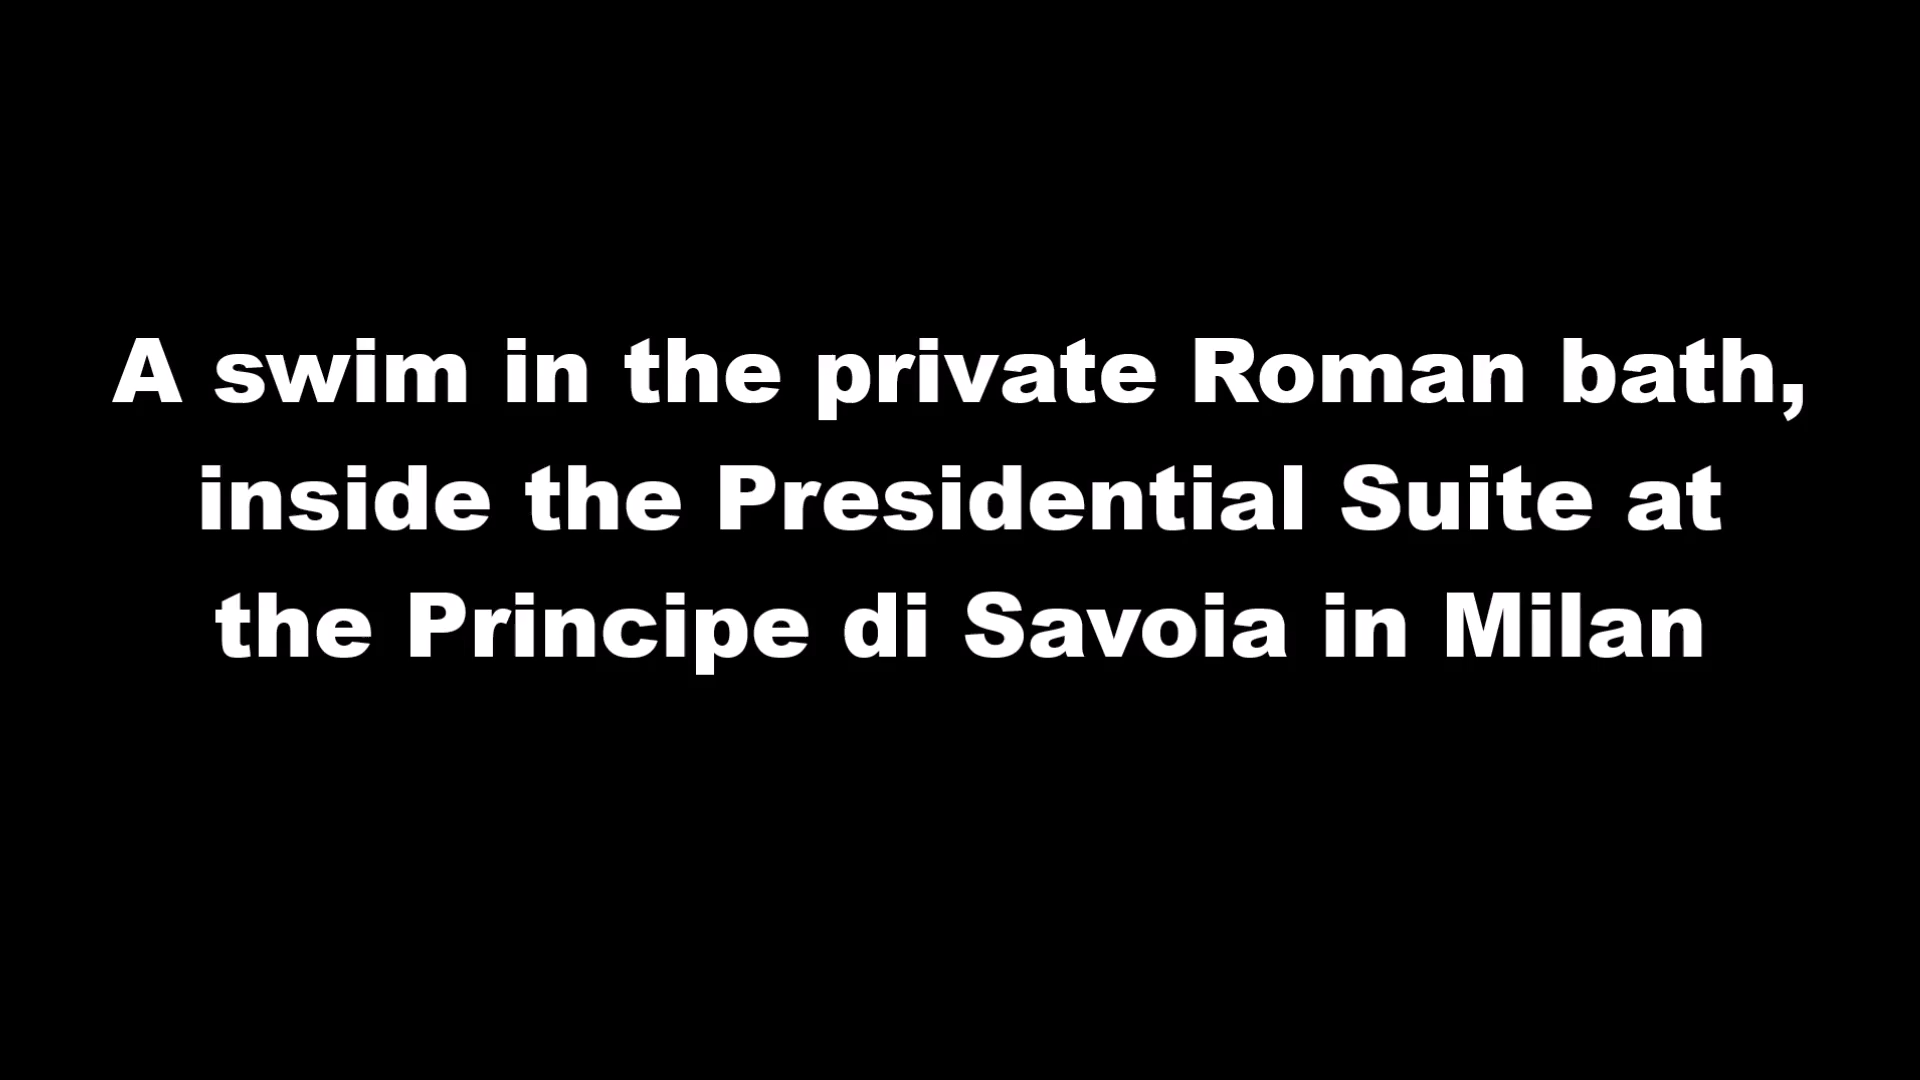 A swim in the private Roman bath,
inside the Presidential Suite at
the Principe di Savoia in Milan